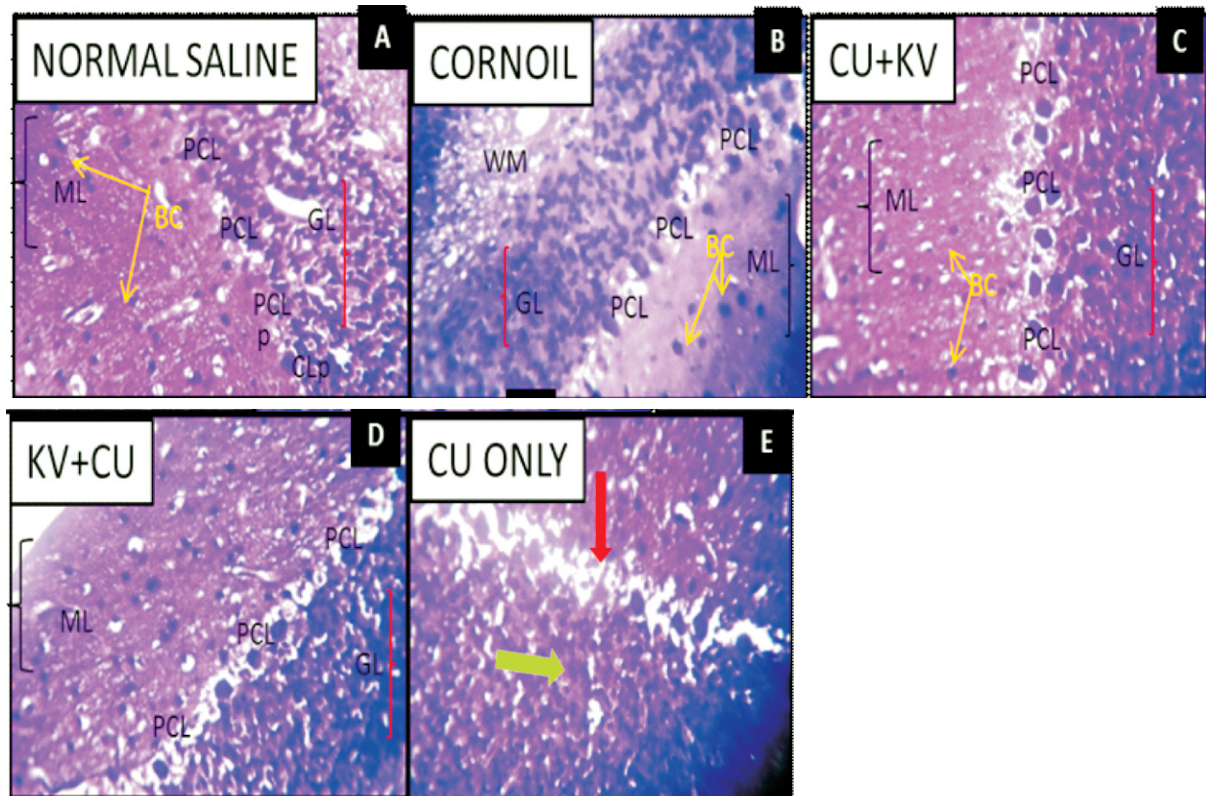 NORMAL SALINE
A
PCL
ML
BC
PCL
GL
PCL
p
CLp
CORNOIL
B
WM
PCL
PCL
BC
ML
GL
PCL
CU+KV
C
PCL
ML
PCL
GL
BC
PCL
KV+CU
D
PCL
ML
PCL
GL
PCL
CU ONLY
E